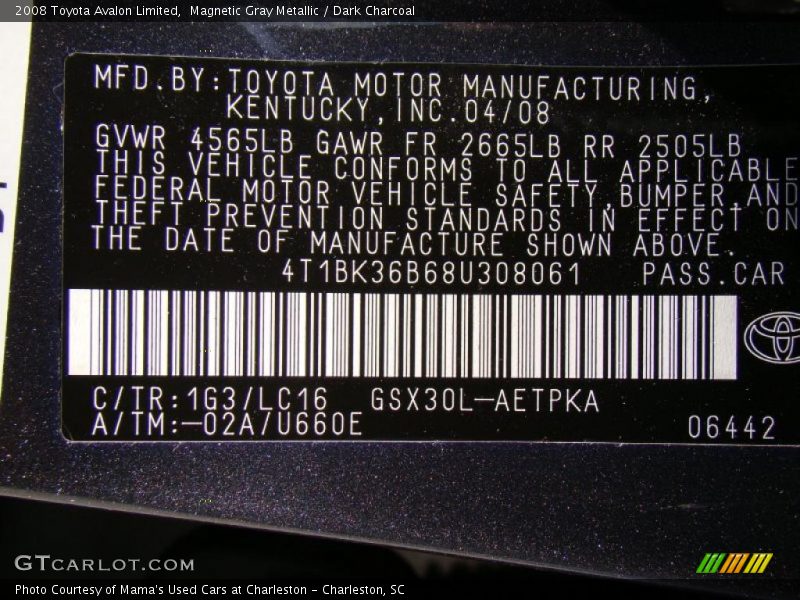 2008 Toyota Avalon Limited,  Magnetic Gray Metallic / Dark Charcoal
MFD.BY:TOYOTA MOTOR MANUFACTURING,
KENTUCKY,INC.04/08
GVWR 4565LB GAWR FR 2665LB RR 2505LB
THIS VEHICLE CONFORMS TO ALL APPLICABLE
FEDERAL MOTOR VEHICLE SAFETY,BUMPER,AND
THEFT PREVENTION STANDARDS IN EFFECT ON
THE DATE OF MANUFACTURE SHOWN ABOVE.
4T1BK36B68U308061 PASS.CAR
C/TR:1G3/LC16 GSX30L-AETPKA
A/TM:-02A/U660E 06442
GTCARLOT.COM
Photo Courtesy of Mama's Used Cars at Charleston - Charleston, SC